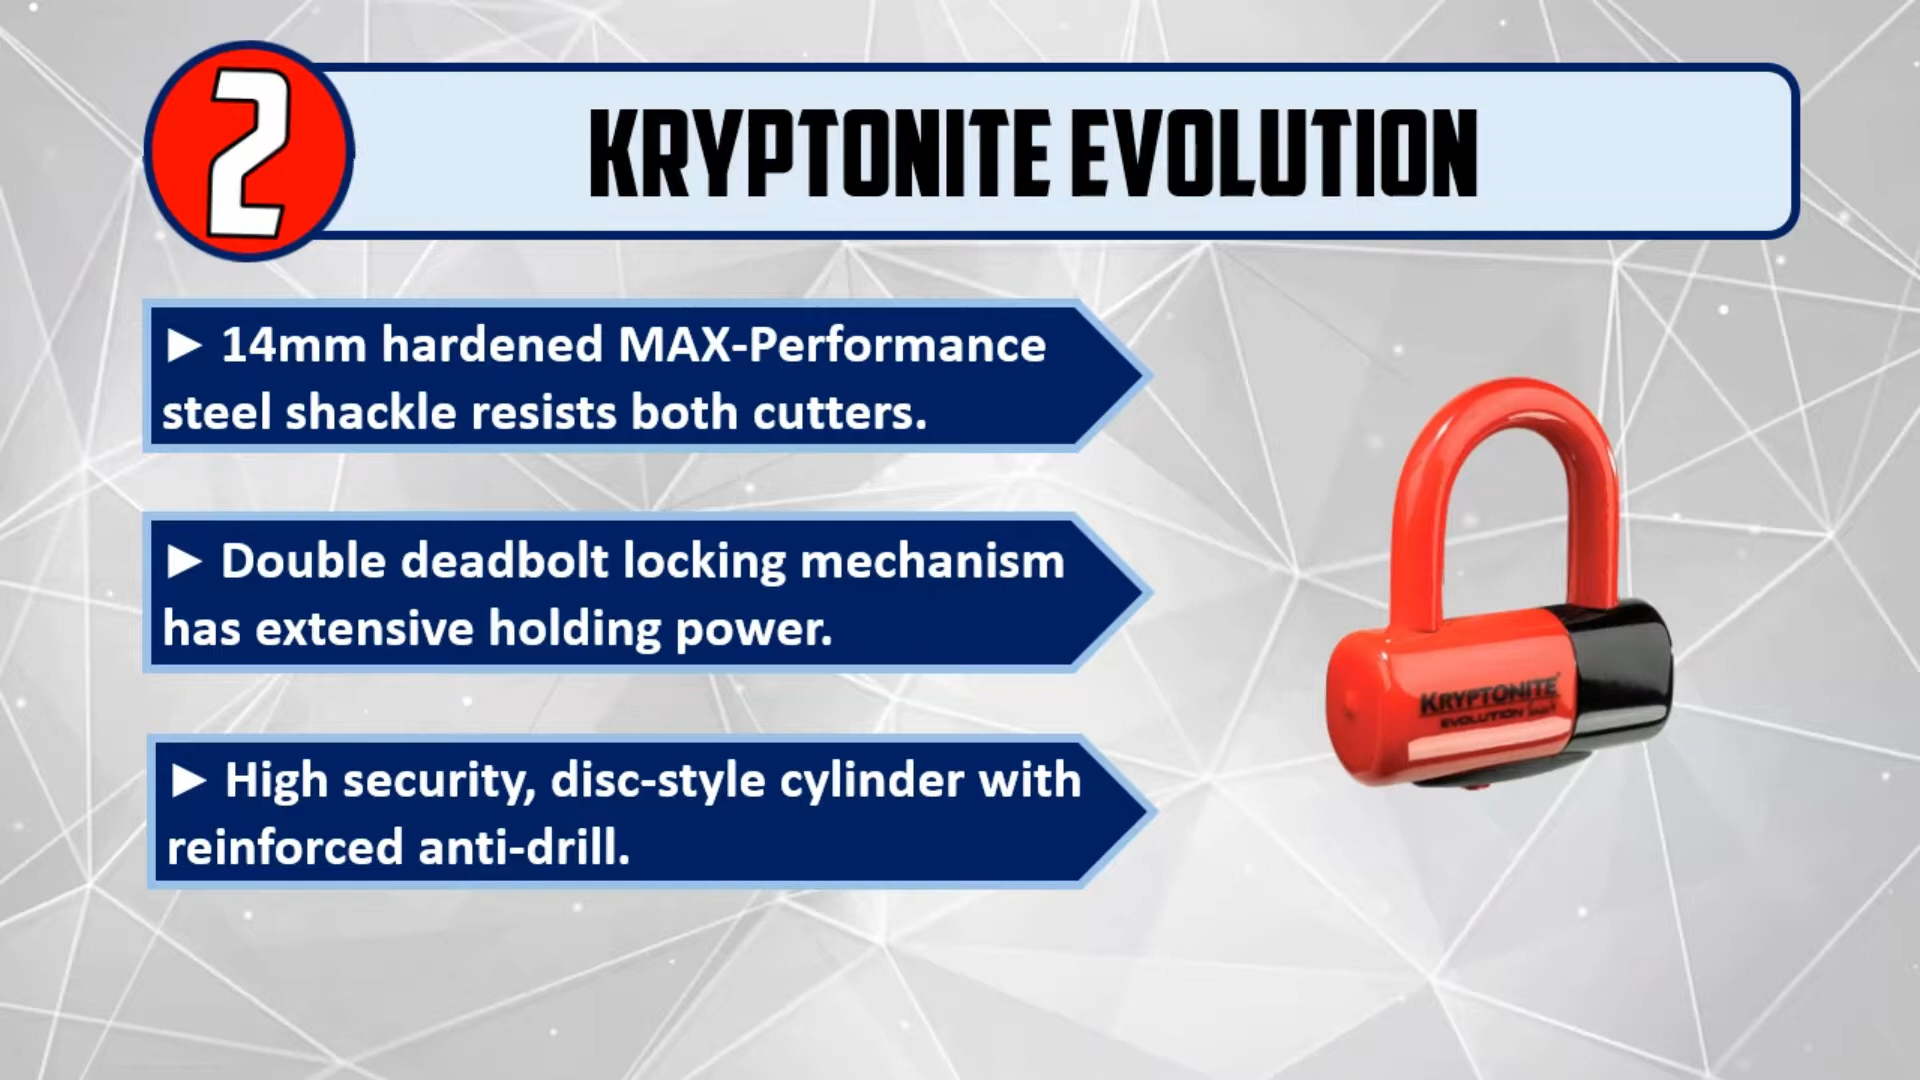 2
KRYPTONITE EVOLUTION
► 14mm hardened MAX-Performance
steel shackle resists both cutters.
► Double deadbolt locking mechanism
has extensive holding power.
► High security, disc-style cylinder with
reinforced anti-drill.
KRYPTONITE
EVOLUTION